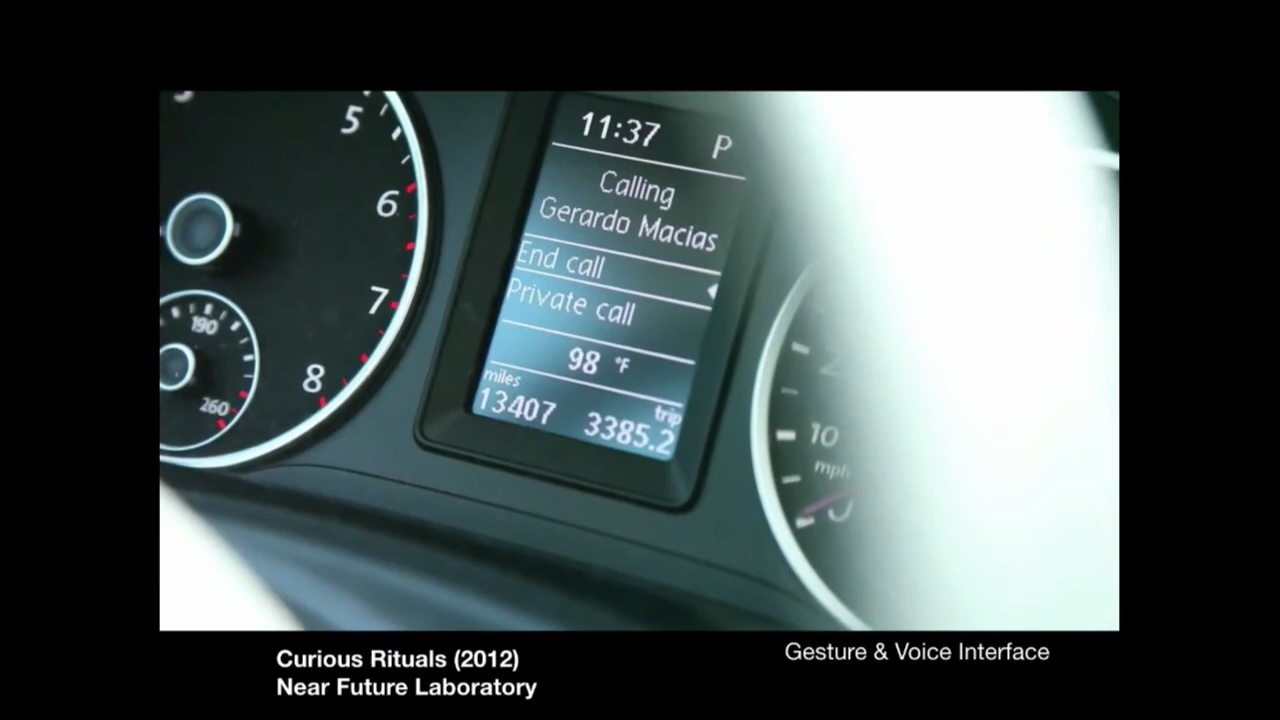 5
6
7
8
190
260
11:37 P
Calling
Gerardo Macias
End call
Private call
98 °F
miles
trip
13407 3385.2
10
mph
Curious Rituals (2012)
Near Future Laboratory
Gesture & Voice Interface